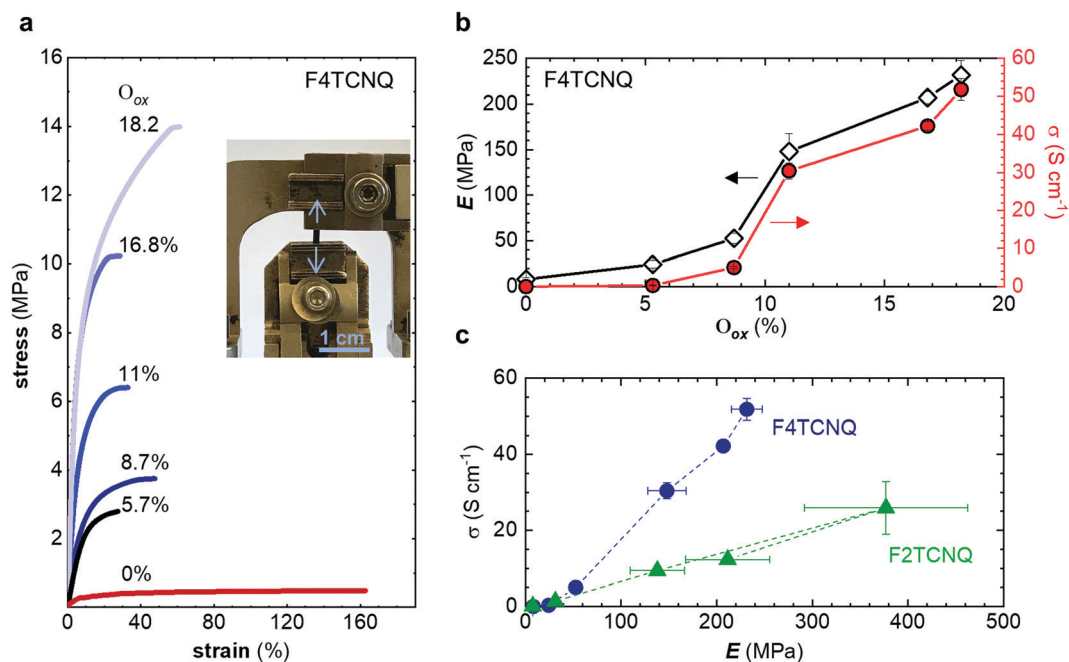 a
16
14
12
10
8
6
4
2
stress (MPa)
0
40
80
120
160
strain (%)
F4TCNQ
Oox
18.2
16.8%
11%
8.7%
5.7%
0%
1 cm
b
F4TCNQ
250
200
150
100
50
0
E (MPa)
60
50
40
30
20
10
0
σ (S cm⁻¹)
0
5
10
15
20
Oox (%)
c
60
40
20
0
σ (S cm⁻¹)
F4TCNQ
F2TCNQ
0
100
200
300
400
500
E (MPa)